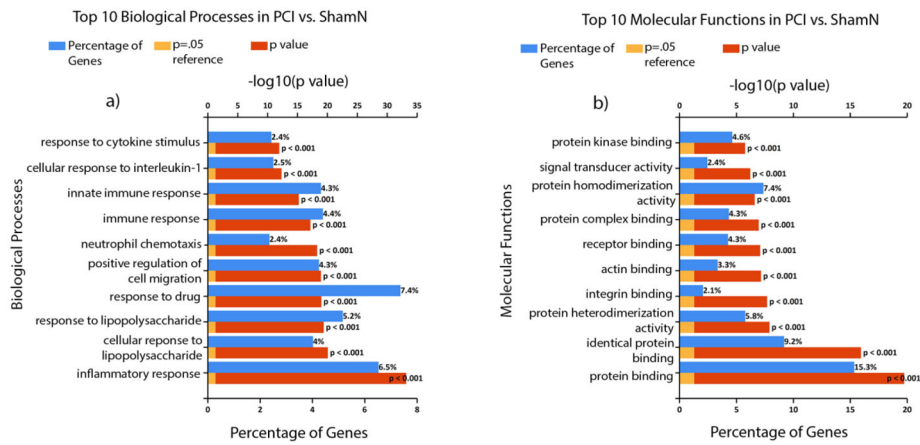 Top 10 Biological Processes in PCI vs. ShamN
Percentage of
Genes
p=.05
reference
p value
-log10(p value)
a)
0 5 10 15 20 25 30 35
Biological Processes
response to cytokine stimulus
2.4%
p < 0.001
cellular response to interleukin-1
2.5%
p < 0.001
innate immune response
4.3%
p < 0.001
immune response
4.4%
p < 0.001
neutrophil chemotaxis
2.4%
p < 0.001
positive regulation of
cell migration
4.3%
p < 0.001
response to drug
7.4%
p < 0.001
response to lipopolysaccharide
5.2%
p < 0.001
cellular reponse to
lipopolysaccharide
4%
p < 0.001
inflammatory response
6.5%
p < 0.001
0 2 4 6 8
Percentage of Genes
Top 10 Molecular Functions in PCI vs. ShamN
Percentage of
Genes
p=.05
reference
p value
-log10(p value)
b)
0 5 10 15 20
Molecular Functions
protein kinase binding
4.6%
p < 0.001
signal transducer activity
2.4%
p < 0.001
protein homodimerization
activity
7.4%
p < 0.001
protein complex binding
4.3%
p < 0.001
receptor binding
4.3%
p < 0.001
actin binding
3.3%
p < 0.001
integrin binding
2.1%
p < 0.001
protein heterodimerization
activity
5.8%
p < 0.001
identical protein
binding
9.2%
p < 0.001
protein binding
15.3%
p < 0.001
0 5 10 15 20
Percentage of Genes